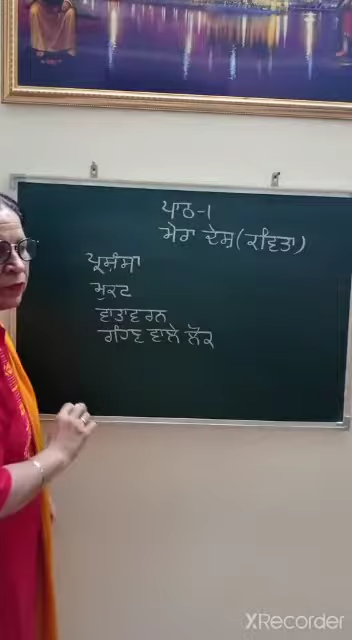 ਪਾਠ-1
ਮੇਰਾ ਦੇਸ਼ (ਕਵਿਤਾ)
ਪ੍ਰਸ਼ੰਸਾ
ਮੁਕਟ
ਵਾਤਾਵਰਨ
ਰਹਿਣ ਵਾਲੇ ਲੋਕ
XRecorder